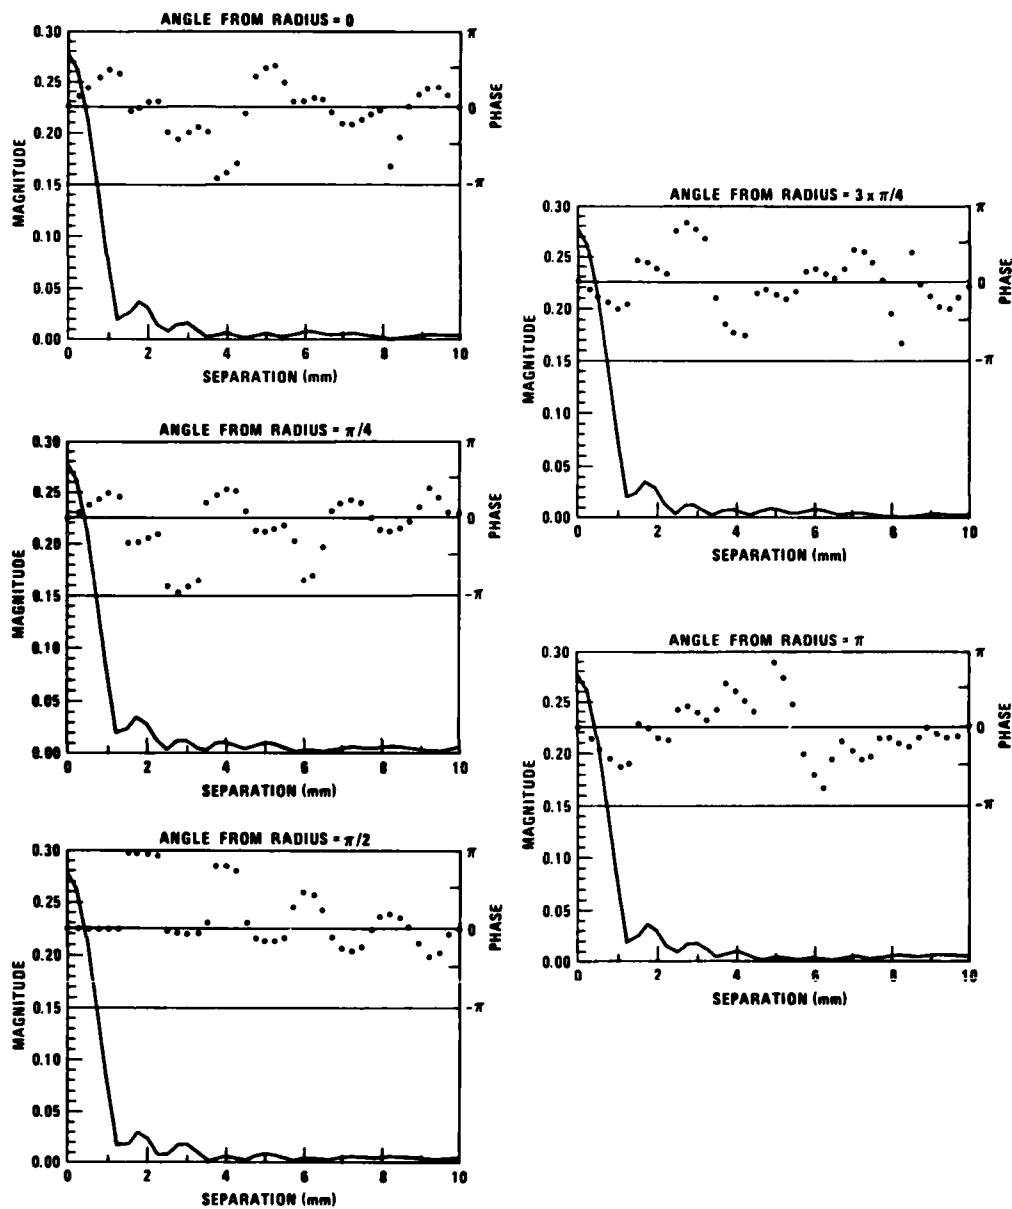 ANGLE FROM RADIUS = 0
0.30
0.25
0.20
0.15
0.10
0.05
0.00
MAGNITUDE
π
0
-π
PHASE
0 2 4 6 8 10
SEPARATION (mm)
ANGLE FROM RADIUS = π/4
0.30
0.25
0.20
0.15
0.10
0.05
0.00
MAGNITUDE
π
0
-π
PHASE
0 2 4 6 8 10
SEPARATION (mm)
ANGLE FROM RADIUS = π/2
0.30
0.25
0.20
0.15
0.10
0.05
0.00
MAGNITUDE
π
0
-π
PHASE
0 2 4 6 8 10
SEPARATION (mm)
ANGLE FROM RADIUS = 3 x π/4
0.30
0.25
0.20
0.15
0.10
0.05
0.00
MAGNITUDE
π
0
-π
PHASE
0 2 4 6 8 10
SEPARATION (mm)
ANGLE FROM RADIUS = π
0.30
0.25
0.20
0.15
0.10
0.05
0.00
MAGNITUDE
π
0
-π
PHASE
0 2 4 6 8 10
SEPARATION (mm)